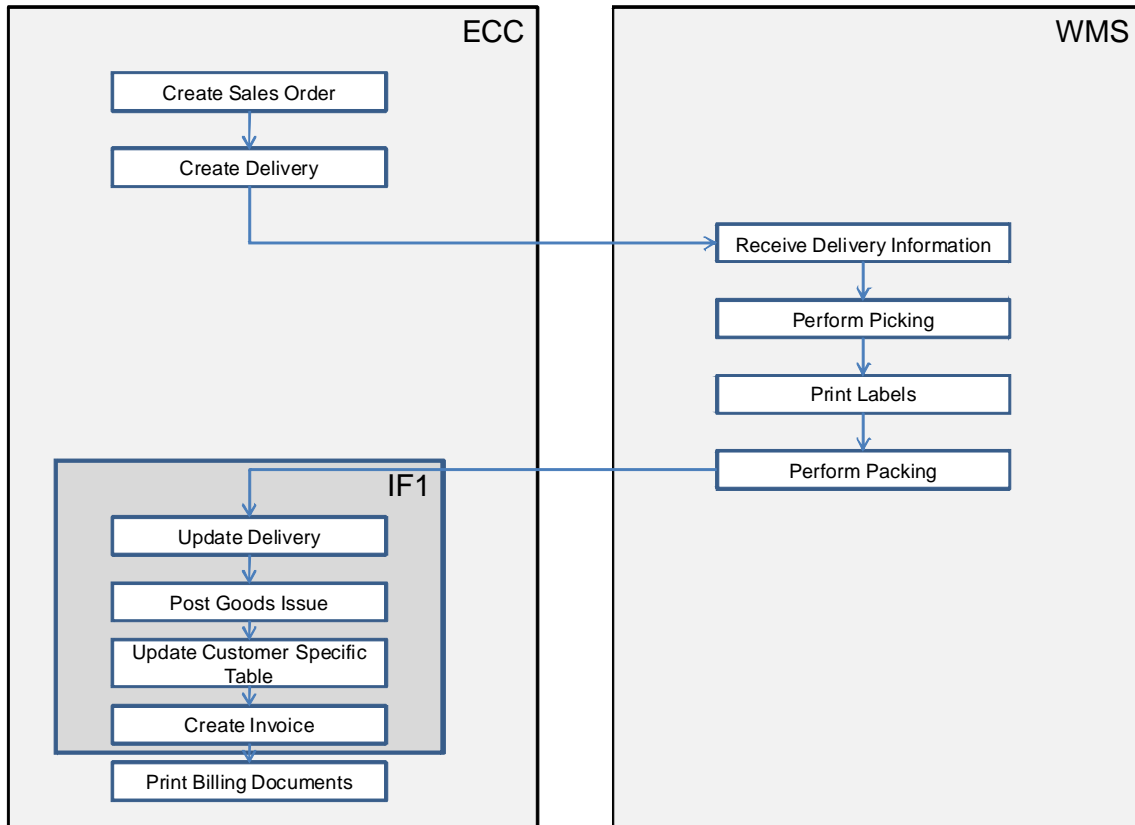 ECC
Create Sales Order
Create Delivery
WMS
Receive Delivery Information
Perform Picking
Print Labels
Perform Packing
IF1
Update Delivery
Post Goods Issue
Update Customer Specific
Table
Create Invoice
Print Billing Documents